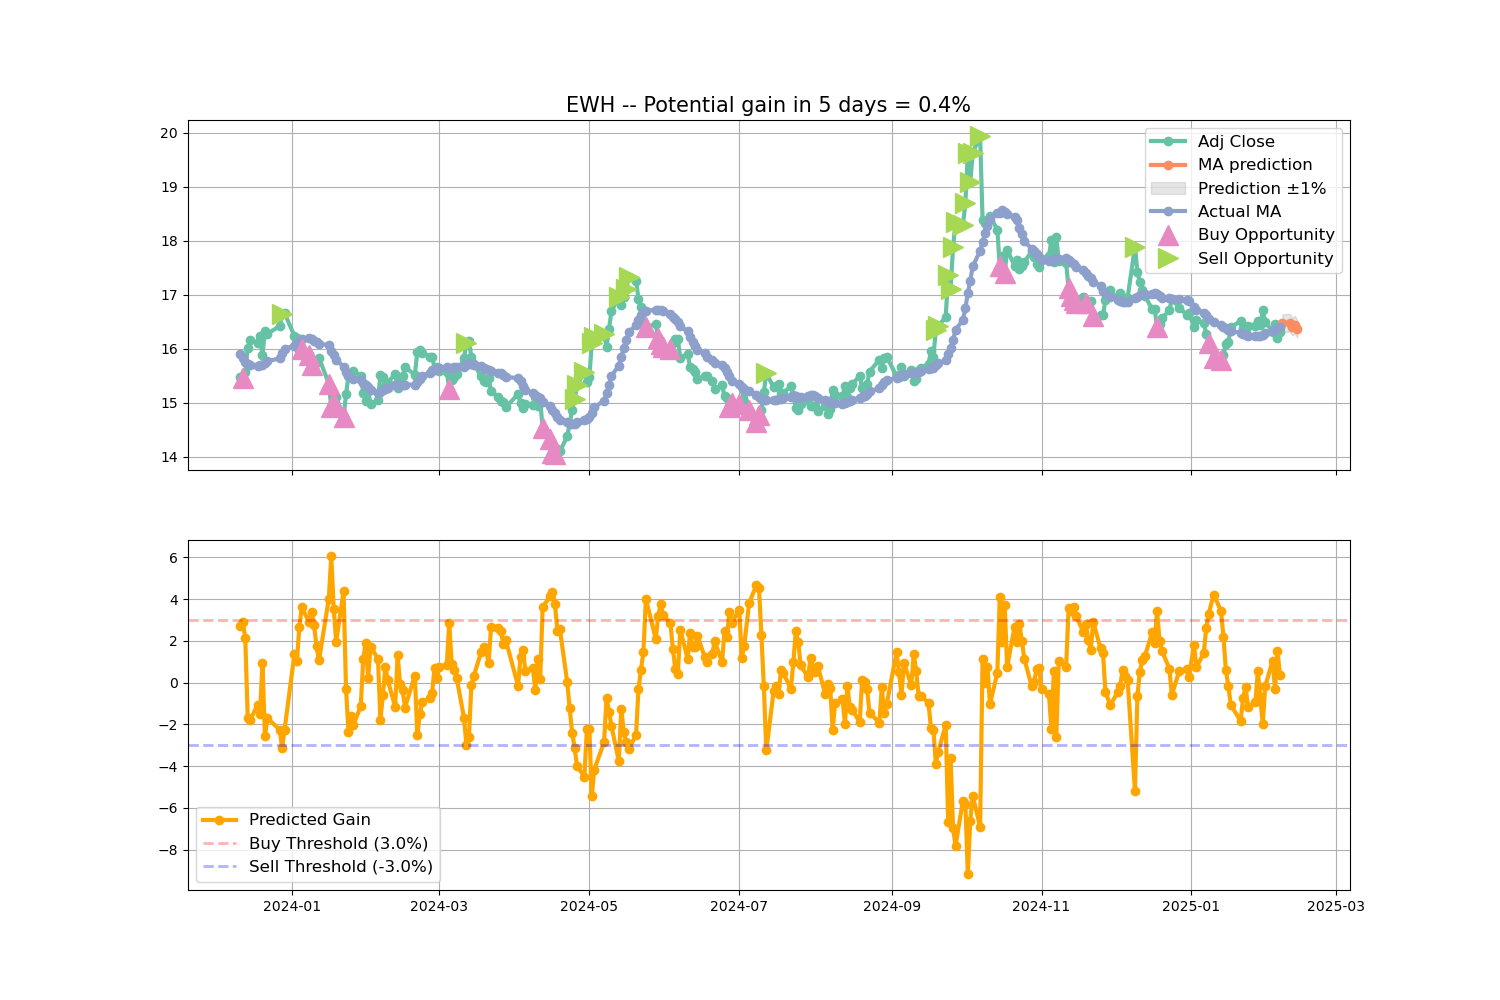 EWH -- Potential gain in 5 days = 0.4%
20
19
18
17
16
15
14
Adj Close
MA prediction
Prediction ±1%
Actual MA
Buy Opportunity
Sell Opportunity
6
4
2
0
−2
−4
−6
−8
Predicted Gain
Buy Threshold (3.0%)
Sell Threshold (-3.0%)
2024-01
2024-03
2024-05
2024-07
2024-09
2024-11
2025-01
2025-03